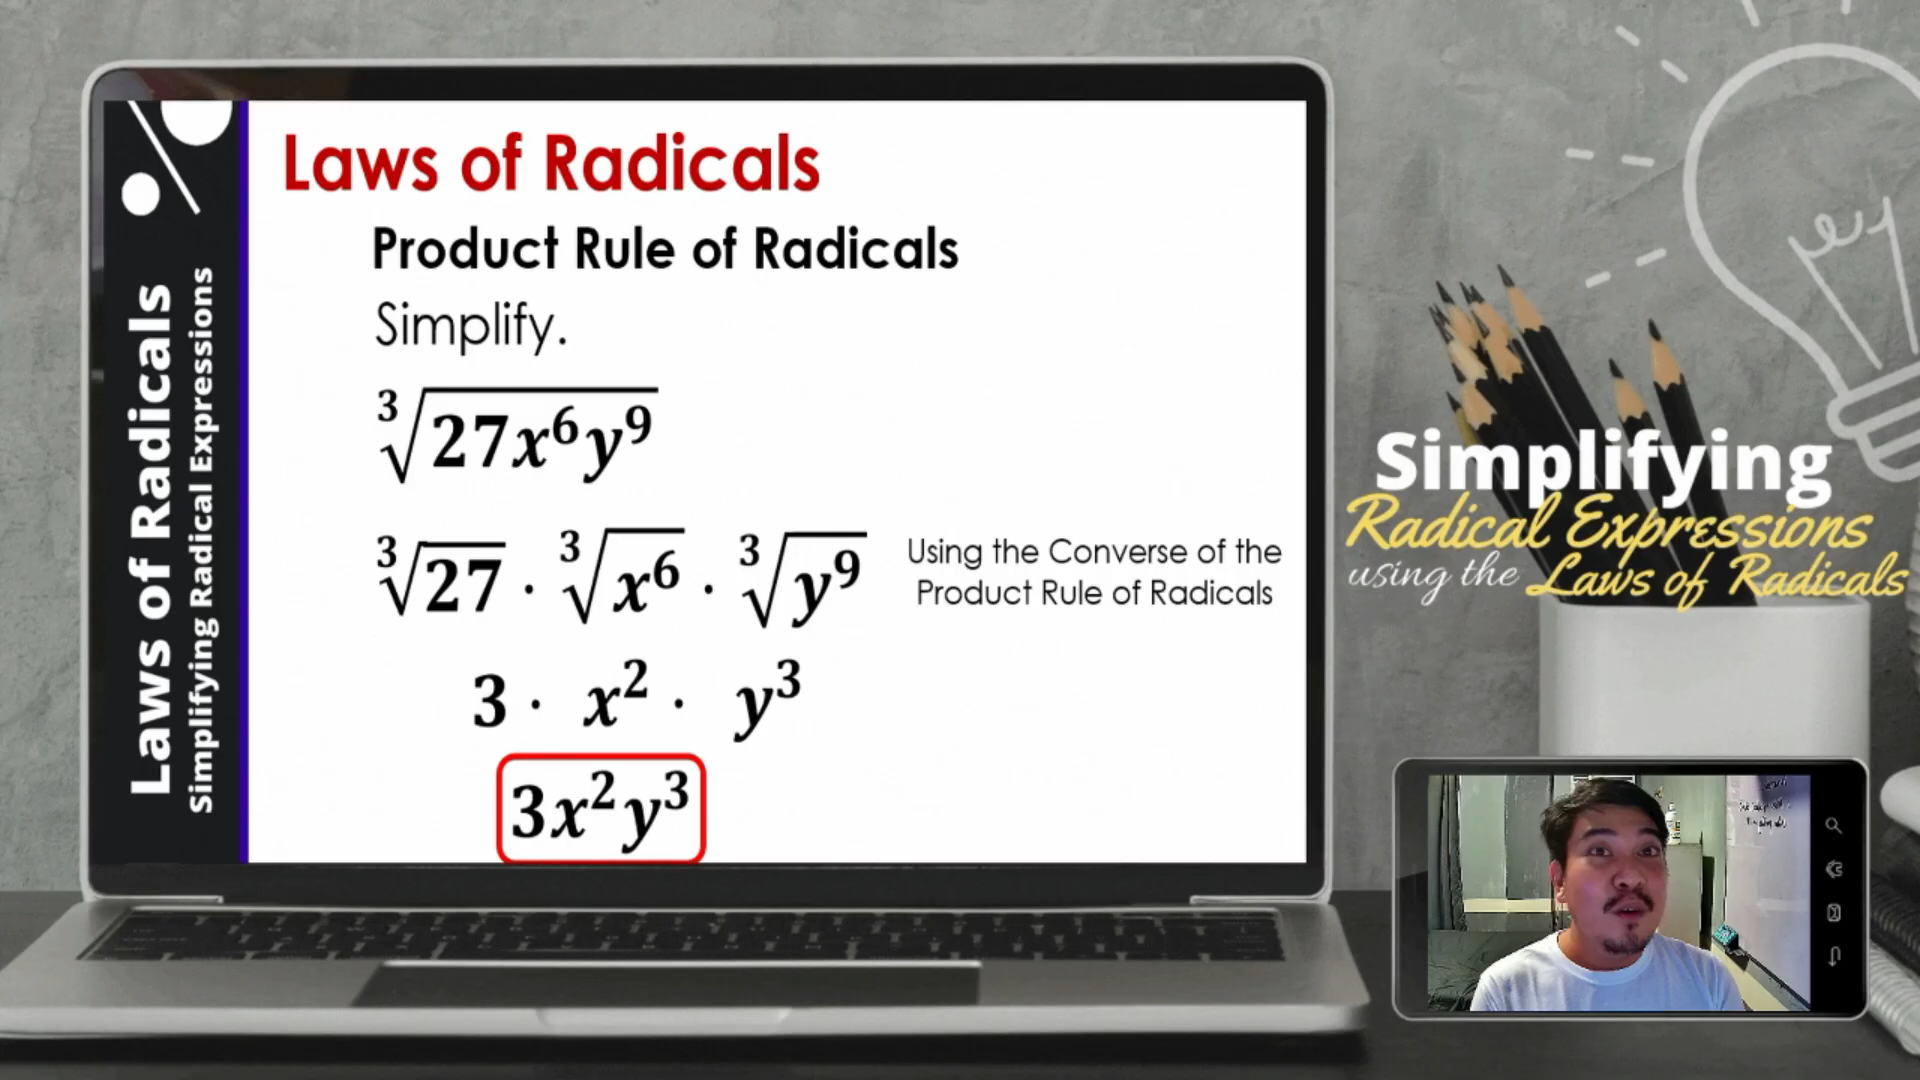 Laws of Radicals
Simplifying Radical Expressions
Laws of Radicals
Product Rule of Radicals
Simplify.
∛(27x⁶y⁹)
∛27 · ∛x⁶ · ∛y⁹
Using the Converse of the
Product Rule of Radicals
3 · x² · y³
3x²y³
Simplifying
Radical Expressions
using the Laws of Radicals